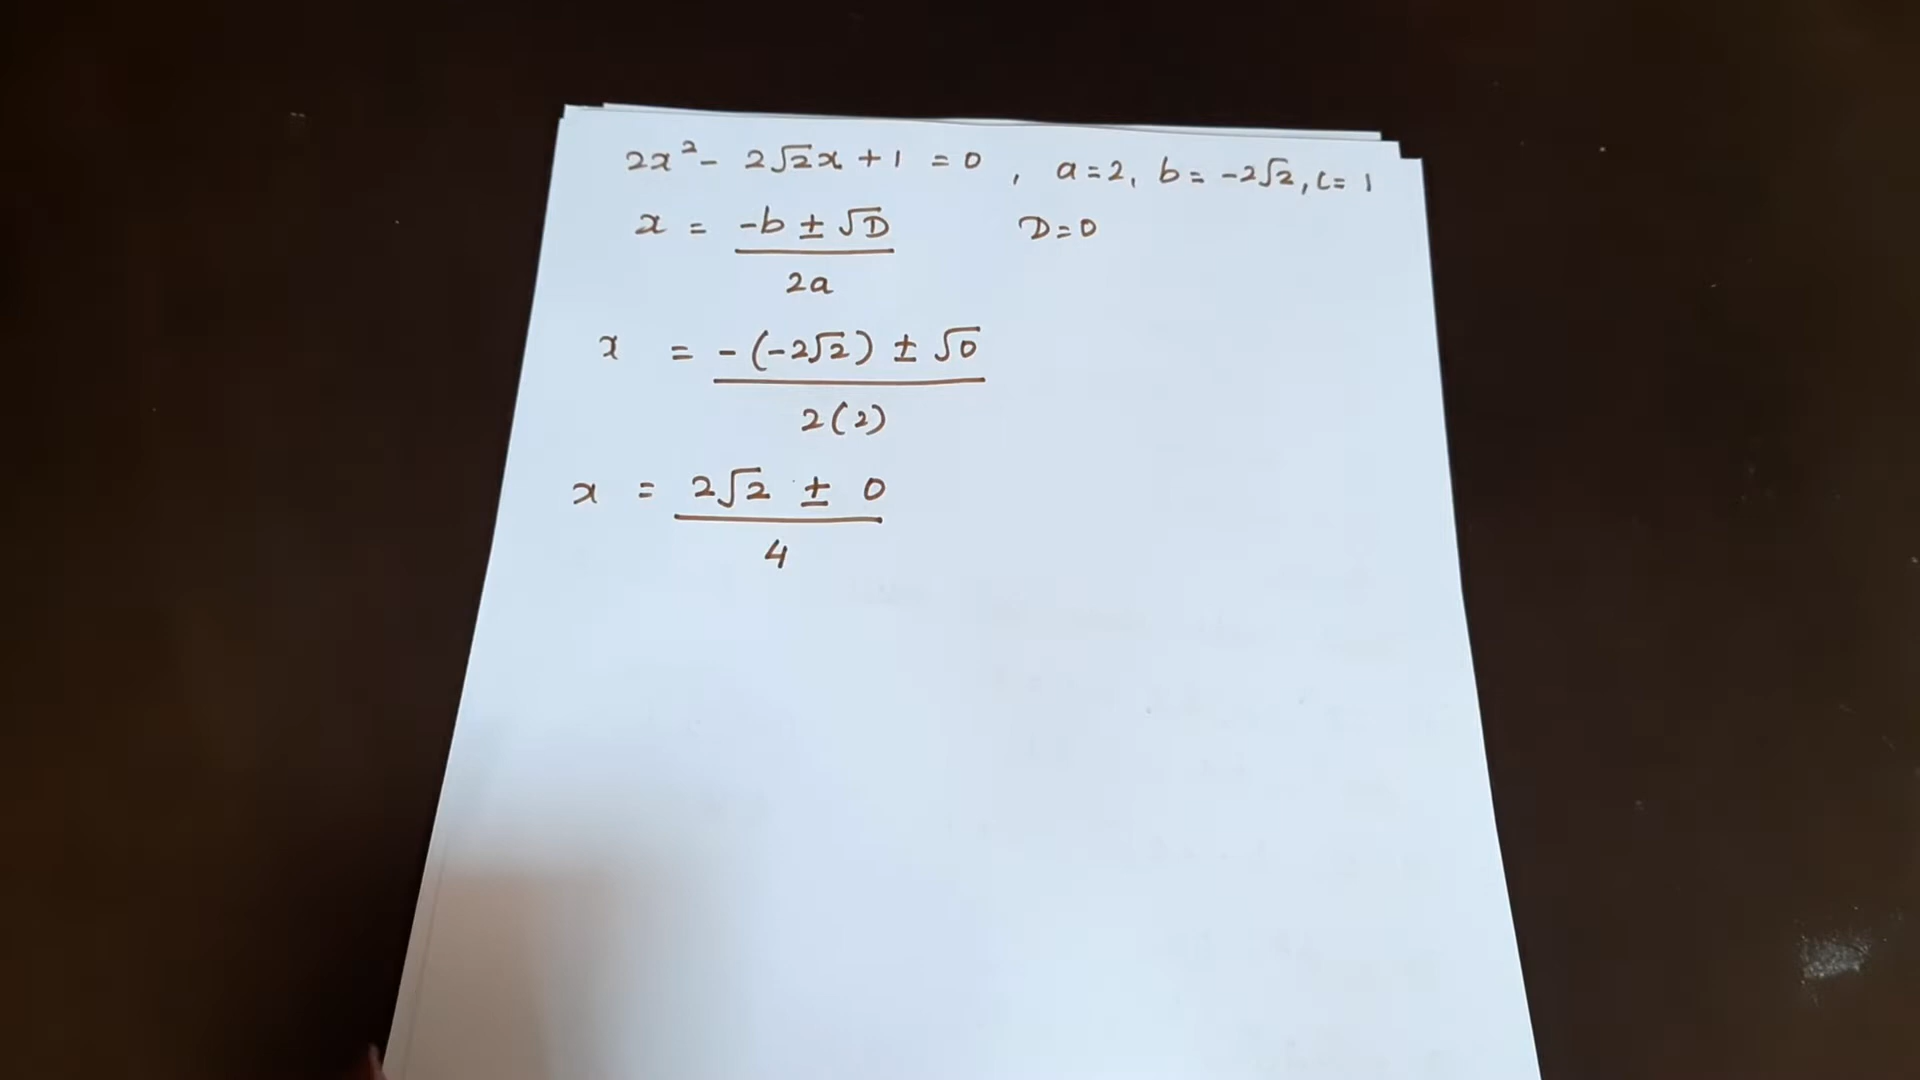 2x² - 2√2x + 1 = 0 , a = 2, b = -2√2, c = 1
x = (-b ± √D) / 2a D = 0
x = (-(-2√2) ± √0) / 2(2)
x = (2√2 ± 0) / 4